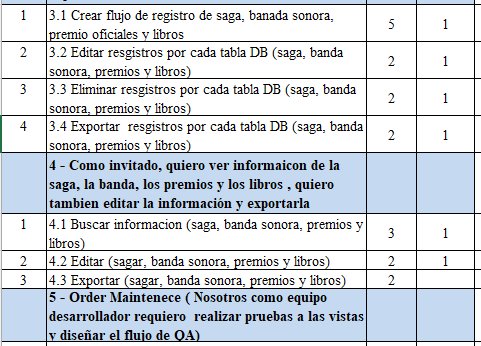 1 3.1 Crear flujo de registro de saga, banada sonora, 5 1
premio oficiales y libros
2 3.2 Editar resgistros por cada tabla DB (saga, banda 2 1
sonora, premios y libros)
3 3.3 Eliminar resgistros por cada tabla DB (saga, banda 2 1
sonora, premios y libros)
4 3.4 Exportar resgistros por cada tabla DB (saga, banda 2 1
sonora, premios y libros)
4 - Como invitado, quiero ver informaicon de la
saga, la banda, los premios y los libros , quiero
tambien editar la información y exportarla
1 4.1 Buscar informacion (saga, banda sonora, premios y 3 1
libros)
2 4.2 Editar (sagar, banda sonora, premios y libros) 2 1
3 4.3 Exportar (sagar, banda sonora, premios y libros) 2
5 - Order Maintenece ( Nosotros como equipo
desarrollador requiero realizar pruebas a las vistas
y diseñar el flujo de QA)